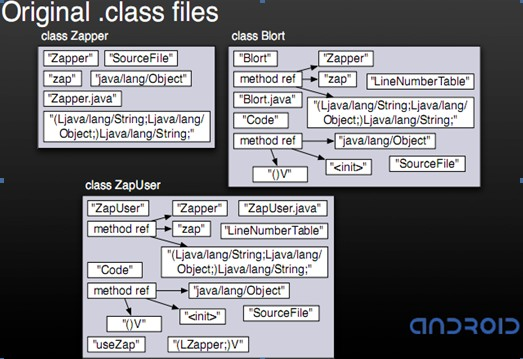 Original .class files
class Zapper
"Zapper" "SourceFile"
"zap" "java/lang/Object"
"Zapper.java"
"(Ljava/lang/String;Ljava/lang/
Object;)Ljava/lang/String;"
class Blort
"Blort" "Zapper"
method ref "zap" "LineNumberTable"
"Blort.java" "(Ljava/lang/String;Ljava/lang/
Object;)Ljava/lang/String;"
"Code"
method ref "java/lang/Object"
"()V" "<init>" "SourceFile"
class ZapUser
"ZapUser" "Zapper" "ZapUser.java"
method ref "zap" "LineNumberTable"
"(Ljava/lang/String;Ljava/lang/
Object;)Ljava/lang/String;"
"Code"
method ref "java/lang/Object"
"()V" "<init>" "SourceFile"
"useZap" "(LZapper;)V"
ANDROID